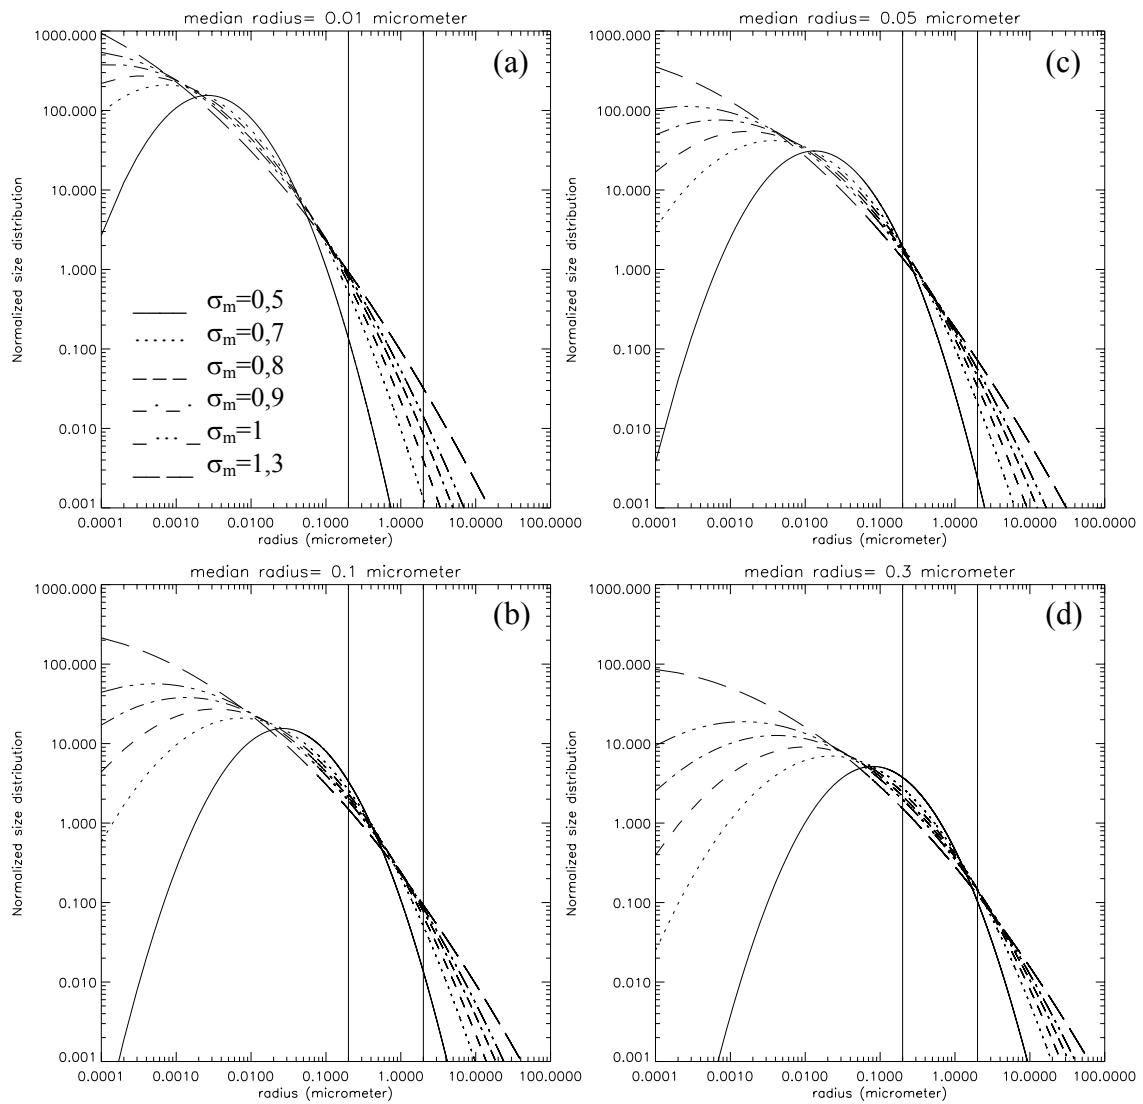 median radius= 0.01 micrometer
(a)
Normalized size distribution
1000.000
100.000
10.000
1.000
0.100
0.010
0.001
σm=0,5
σm=0,7
σm=0,8
σm=0,9
σm=1
σm=1,3
0.0001 0.0010 0.0100 0.1000 1.0000 10.0000 100.0000
radius (micrometer)
median radius= 0.05 micrometer
(c)
Normalized size distribution
1000.000
100.000
10.000
1.000
0.100
0.010
0.001
0.0001 0.0010 0.0100 0.1000 1.0000 10.0000 100.0000
radius (micrometer)
median radius= 0.1 micrometer
(b)
Normalized size distribution
1000.000
100.000
10.000
1.000
0.100
0.010
0.001
0.0001 0.0010 0.0100 0.1000 1.0000 10.0000 100.0000
radius (micrometer)
median radius= 0.3 micrometer
(d)
Normalized size distribution
1000.000
100.000
10.000
1.000
0.100
0.010
0.001
0.0001 0.0010 0.0100 0.1000 1.0000 10.0000 100.0000
radius (micrometer)